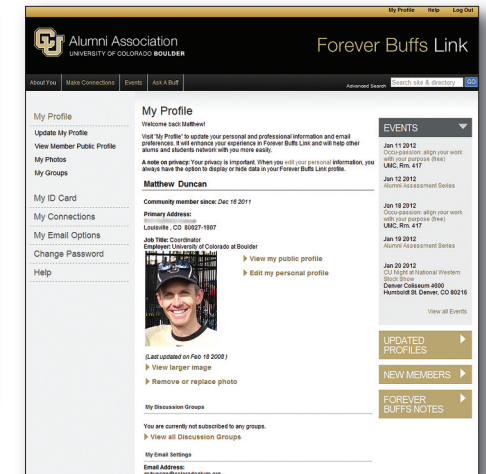 My Profile Help Log Out
Alumni Association
UNIVERSITY OF COLORADO BOULDER
Forever Buffs Link
About You Make Connections Events Ask A Buff
Advanced Search Search site & directory GO
My Profile
Update My Profile
View Member Public Profile
My Photos
My Groups
My ID Card
My Connections
My Email Options
Change Password
Help
My Profile
Welcome back Matthew!
Visit "My Profile" to update your personal and professional information and email
preferences. It will enhance your experience in Forever Buffs Link and will help other
alums and students network with you more easily.
A note on privacy: Your privacy is important. When you edit your personal information, you
always have the option to display or hide data in your Forever Buffs Link profile.
Matthew Duncan
Community member since: Dec 16 2011
Primary Address:
Louisville , CO 80027-1907
Job Title: Coordinator
Employer: University of Colorado at Boulder
View my public profile
Edit my personal profile
(Last updated on Feb 18 2008 )
View larger image
Remove or replace photo
My Discussion Groups
You are currently not subscribed to any groups.
View all Discussion Groups
My Email Settings
Email Address:
EVENTS
Jan 11 2012
Occu-passion: align your work
with your purpose (free)
UMC, Rm. 417
Jan 12 2012
Alumni Assessment Series
Jan 18 2012
Occu-passion: align your work
with your purpose (free)
UMC, Rm. 417
Jan 19 2012
Alumni Assessment Series
Jan 20 2012
CU Night at National Western
Stock Show
Denver Coliseum 4600
Humboldt St. Denver, CO 80216
View all Events
UPDATED
PROFILES
NEW MEMBERS
FOREVER
BUFFS NOTES